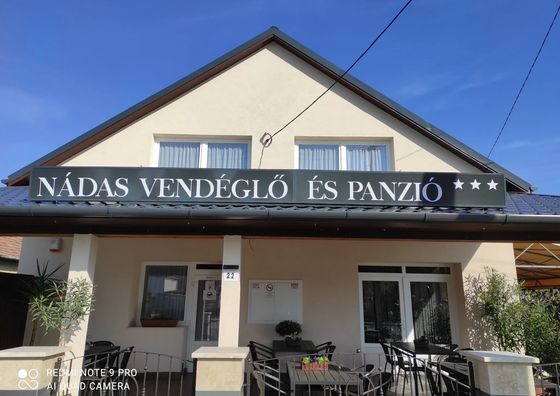 NÁDAS VENDÉGLŐ ÉS PANZIÓ ★★★
22
REDMI NOTE 9 PRO
AI QUAD CAMERA